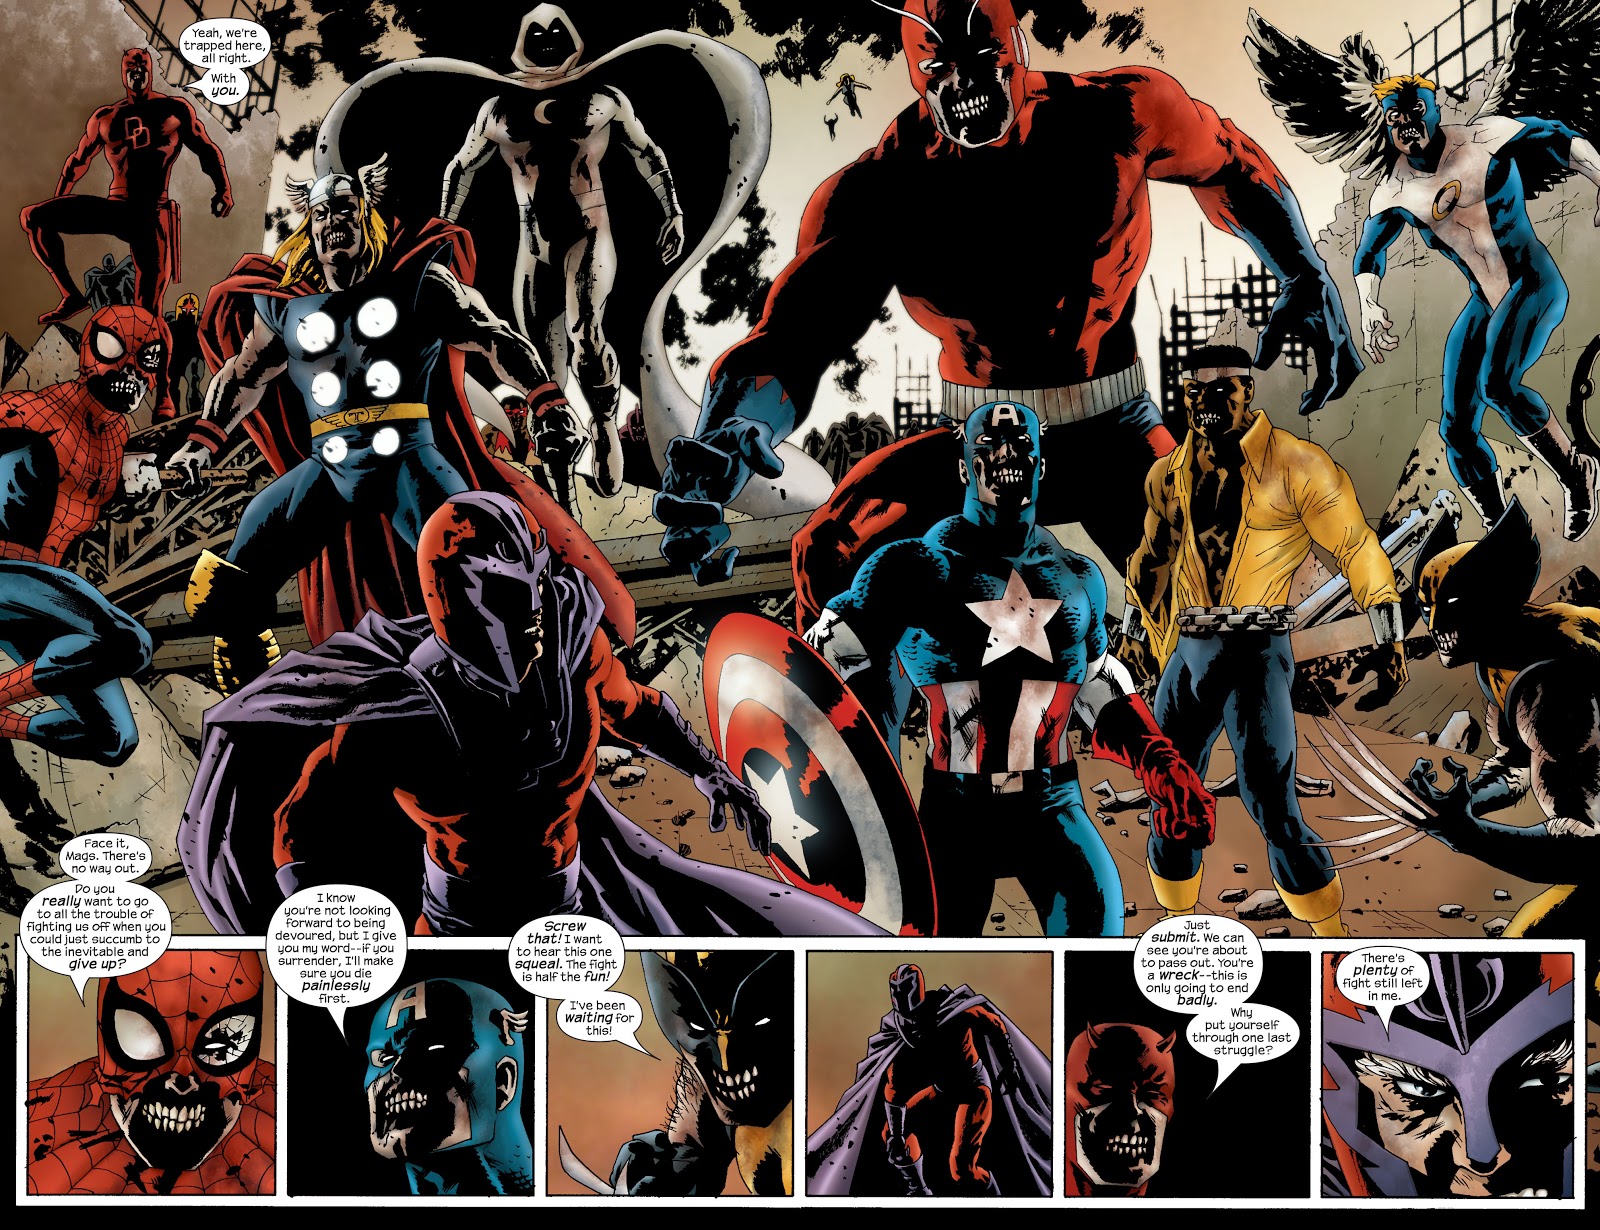 Yeah, we're
trapped here,
all right.
With
you.
DD
T
A
Face it,
Mags. There's
no way out.
Do you
really want to go
to all the trouble of
fighting us off when you
could just succumb to
the inevitable and
give up?
I know
you're not looking
forward to being
devoured, but I give
you my word--if you
surrender, I'll make
sure you die
painlessly
first.
A
Screw
that! I want
to hear this one
squeal. The fight
is half the fun!
I've been
waiting for
this!
Just
submit. We can
see you're about
to pass out. You're
a wreck--this is
only going to end
badly.
Why
put yourself
through one last
struggle?
There's
plenty of
fight still left
in me.